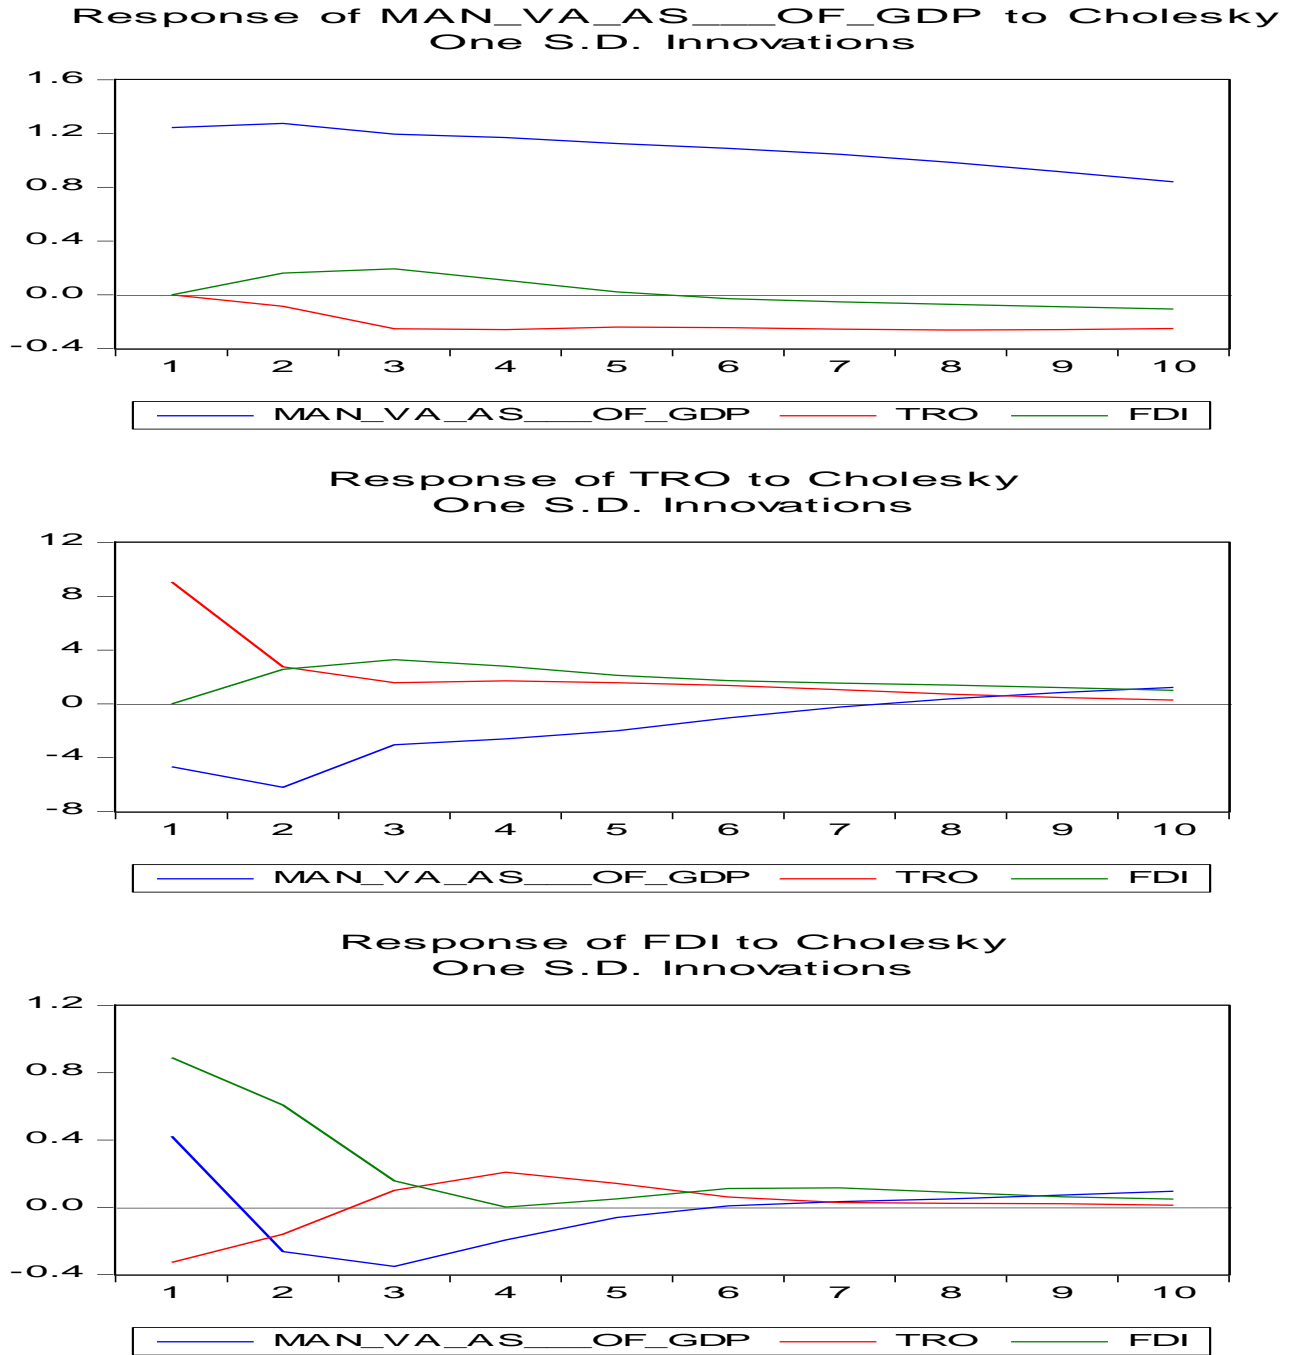 Response of MAN_VA_AS___OF_GDP to Cholesky
One S.D. Innovations
1.6
1.2
0.8
0.4
0.0
-0.4
1 2 3 4 5 6 7 8 9 10
MAN_VA_AS___OF_GDP TRO FDI
Response of TRO to Cholesky
One S.D. Innovations
12
8
4
0
-4
-8
1 2 3 4 5 6 7 8 9 10
MAN_VA_AS___OF_GDP TRO FDI
Response of FDI to Cholesky
One S.D. Innovations
1.2
0.8
0.4
0.0
-0.4
1 2 3 4 5 6 7 8 9 10
MAN_VA_AS___OF_GDP TRO FDI